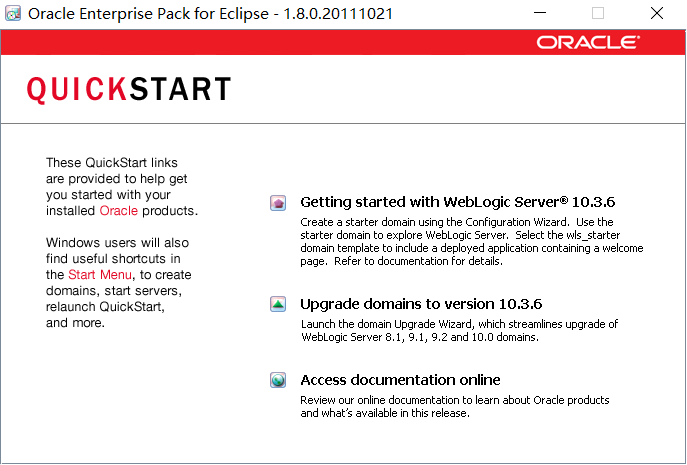 Oracle Enterprise Pack for Eclipse - 1.8.0.20111021
ORACLE
QUICKSTART
These QuickStart links
are provided to help get
you started with your
installed Oracle products.
Windows users will also
find useful shortcuts in
the Start Menu, to create
domains, start servers,
relaunch QuickStart,
and more.
Getting started with WebLogic Server® 10.3.6
Create a starter domain using the Configuration Wizard. Use the
starter domain to explore WebLogic Server. Select the wls_starter
domain template to include a deployed application containing a welcome
page. Refer to documentation for details.
Upgrade domains to version 10.3.6
Launch the domain Upgrade Wizard, which streamlines upgrade of
WebLogic Server 8.1, 9.1, 9.2 and 10.0 domains.
Access documentation online
Review our online documentation to learn about Oracle products
and what's available in this release.